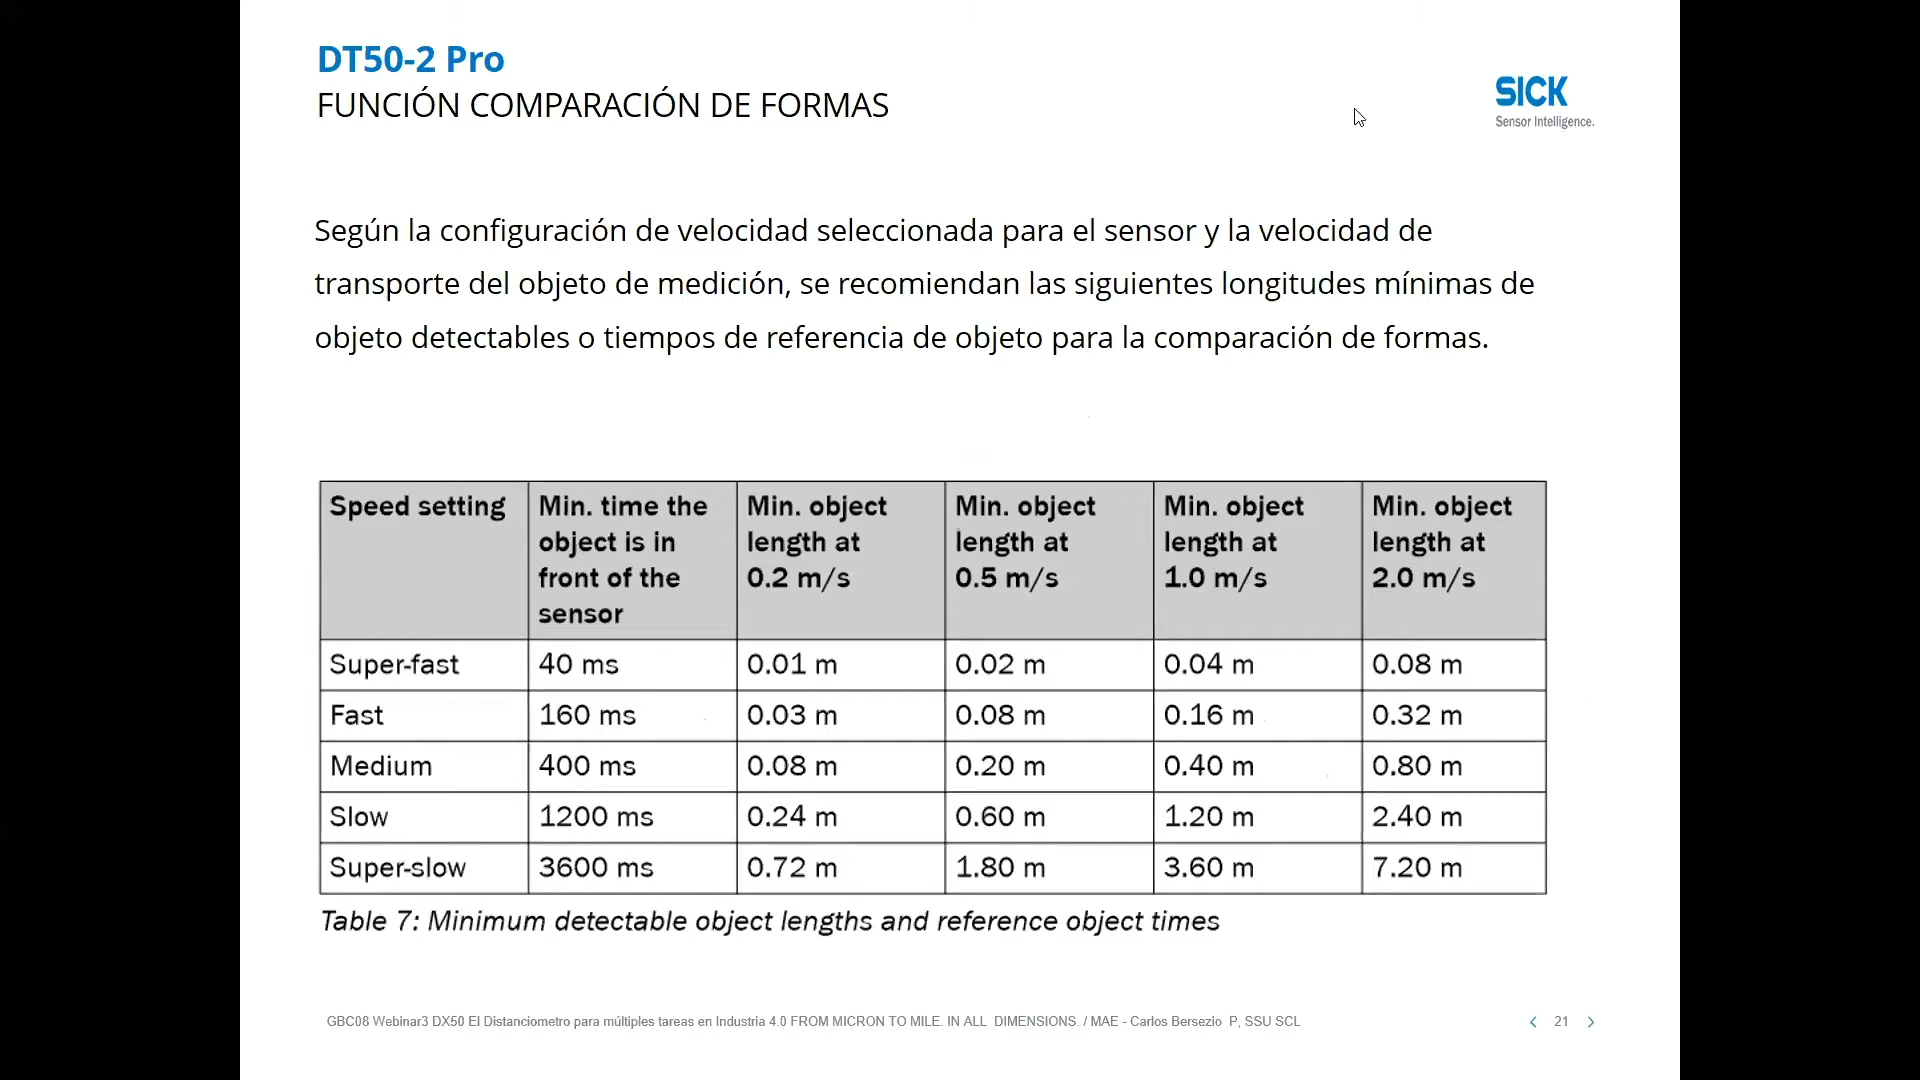 DT50-2 Pro
FUNCIÓN COMPARACIÓN DE FORMAS
SICK
Sensor Intelligence.
Según la configuración de velocidad seleccionada para el sensor y la velocidad de
transporte del objeto de medición, se recomiendan las siguientes longitudes mínimas de
objeto detectables o tiempos de referencia de objeto para la comparación de formas.
Speed setting Min. time the object is in front of the sensor Min. object length at 0.2 m/s Min. object length at 0.5 m/s Min. object length at 1.0 m/s Min. object length at 2.0 m/s
Super-fast 40 ms 0.01 m 0.02 m 0.04 m 0.08 m
Fast 160 ms 0.03 m 0.08 m 0.16 m 0.32 m
Medium 400 ms 0.08 m 0.20 m 0.40 m 0.80 m
Slow 1200 ms 0.24 m 0.60 m 1.20 m 2.40 m
Super-slow 3600 ms 0.72 m 1.80 m 3.60 m 7.20 m
Table 7: Minimum detectable object lengths and reference object times
GBC08 Webinar3 DX50 El Distanciometro para múltiples tareas en Industria 4.0 FROM MICRON TO MILE. IN ALL DIMENSIONS. / MAE - Carlos Bersezio P, SSU SCL
21